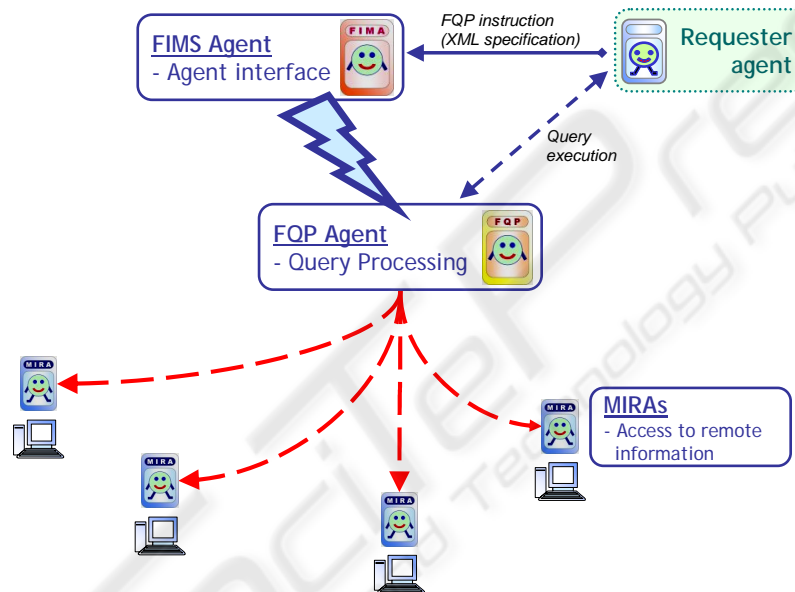 FIMS Agent
- Agent interface
FIMA
FQP instruction
(XML specification)
Requester
agent
Query
execution
FQP Agent
- Query Processing
FQP
MIRA
MIRA
MIRA
MIRA
MIRAs
- Access to remote
information